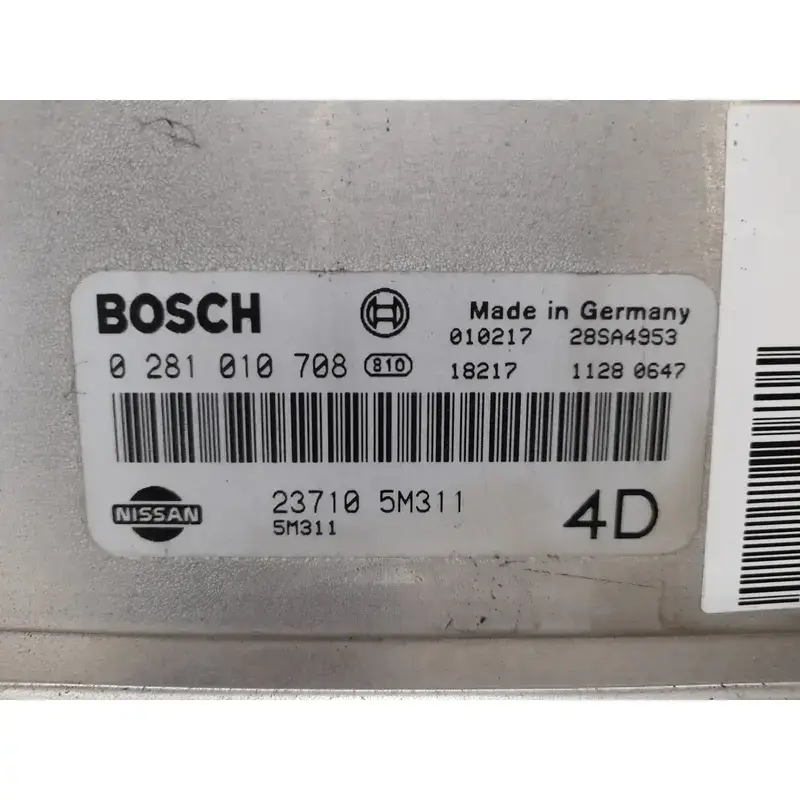 BOSCH Made in Germany
010217 28SA4953
0 281 010 708 810 18217 1128 0647
NISSAN 23710 5M311 4D
5M311